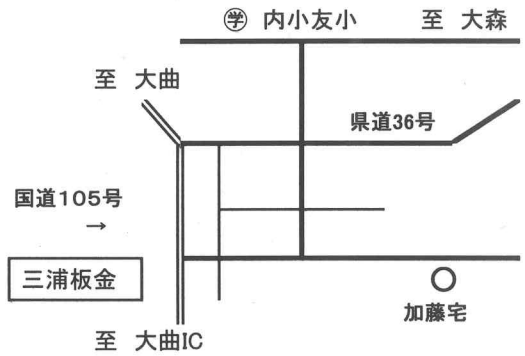 ㋻ 内小友小 至 大森
至 大曲
県道36号
国道105号
→
三浦板金
加藤宅
至 大曲IC